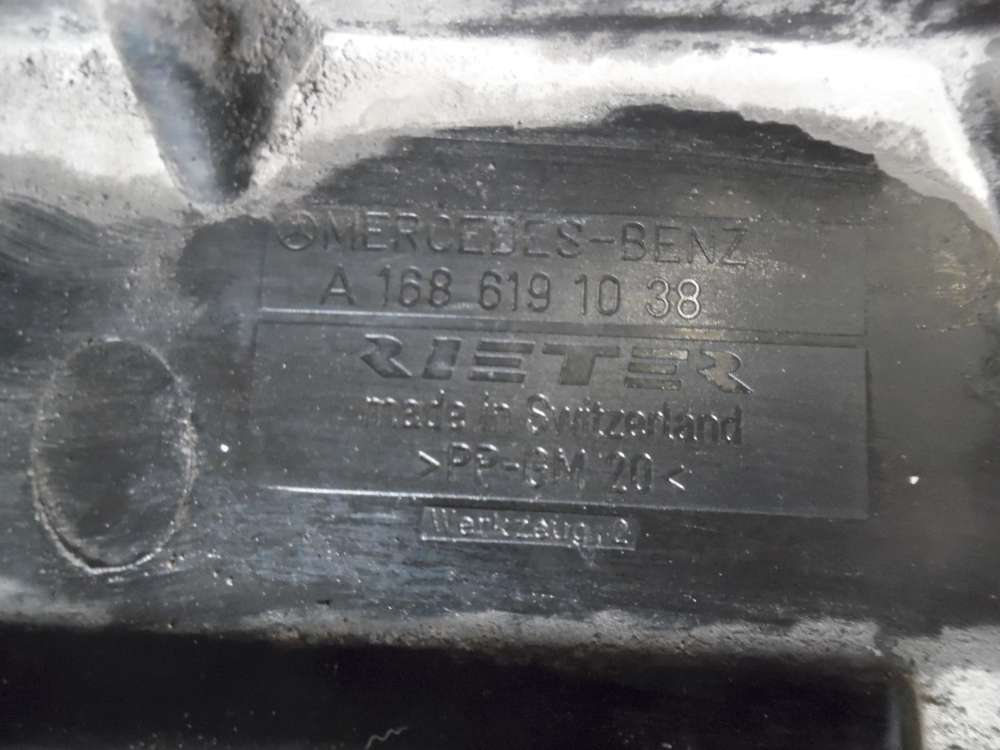 MERCEDES-BENZ
A 168 619 10 38
RIETER
made in Switzerland
>PP-GM 20<
Werkzeug: 2